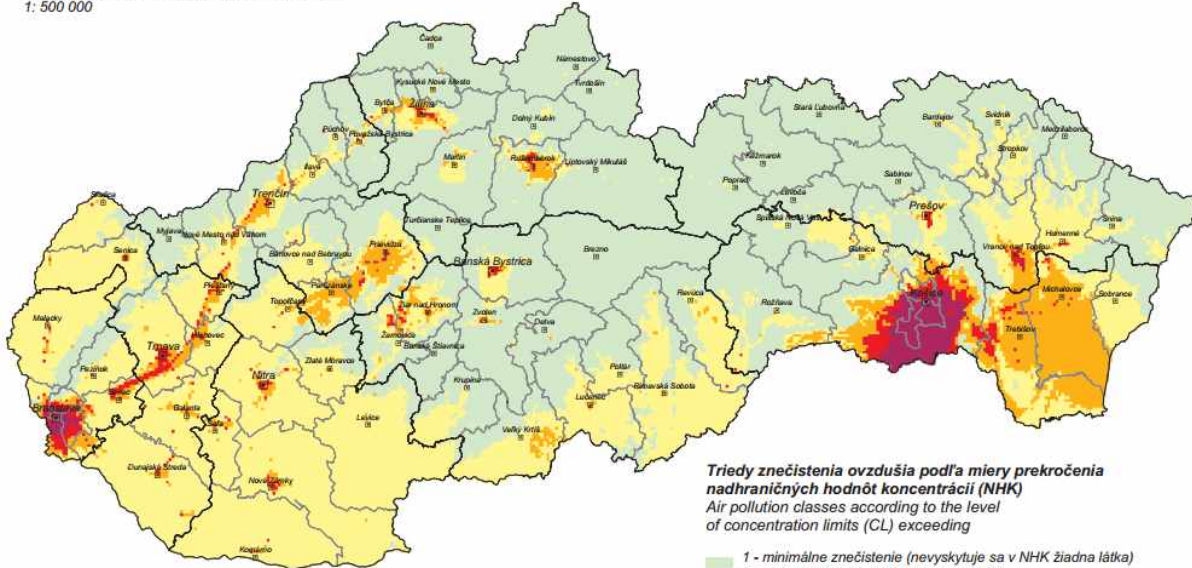 1: 500 000
Čadca
Námestovo
Kysucké Nové Mesto
Tvrdošín
Bytča
Žilina
Stará Ľubovňa
Bardejov
Svidník
Dolný Kubín
Medzilaborce
Púchov
Považská Bystrica
Stropkov
Ilava
Martin
Ružomberok
Liptovský Mikuláš
Kežmarok
Sabinov
Poprad
Levoča
Trenčín
Skalica
Prešov
Turčianske Teplice
Spišská Nová Ves
Snina
Myjava
Nové Mesto nad Váhom
Humenné
Senica
Prievidza
Brezno
Gelnica
Vranov nad Topľou
Bánovce nad Bebravou
Banská Bystrica
Piešťany
Partizánske
Michalovce
Topoľčany
Revúca
Košice
Sobrance
Žiar nad Hronom
Rožňava
Malacky
Zvolen
Detva
Hlohovec
Žarnovica
Trebišov
Trnava
Banská Štiavnica
Zlaté Moravce
Pezinok
Poltár
Nitra
Krupina
Rimavská Sobota
Senec
Lučenec
Bratislava
Galanta
Levice
Šaľa
Veľký Krtíš
Dunajská Streda
Nové Zámky
Komárno
Triedy znečistenia ovzdušia podľa miery prekročenia
nadhraničných hodnôt koncentrácií (NHK)
Air pollution classes according to the level
of concentration limits (CL) exceeding
1 - minimálne znečistenie (nevyskytuje sa v NHK žiadna látka)